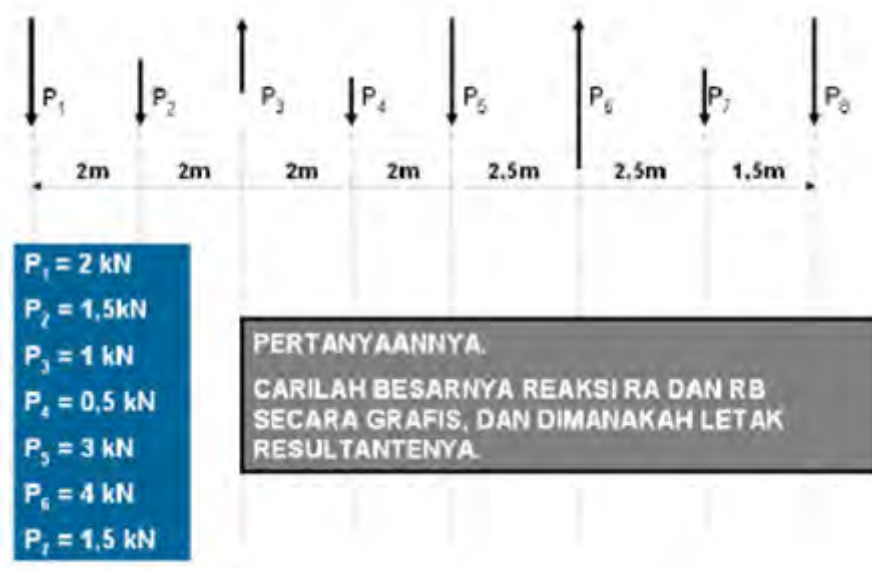 P₁ P₂ P₃ P₄ P₅ P₆ P₇ P₈
2m 2m 2m 2m 2,5m 2,5m 1,5m
P₁ = 2 kN
P₂ = 1,5kN
P₃ = 1 kN
P₄ = 0,5 kN
P₅ = 3 kN
P₆ = 4 kN
P₇ = 1,5 kN
PERTANYAANNYA.
CARILAH BESARNYA REAKSI RA DAN RB
SECARA GRAFIS, DAN DIMANAKAH LETAK
RESULTANTENYA.